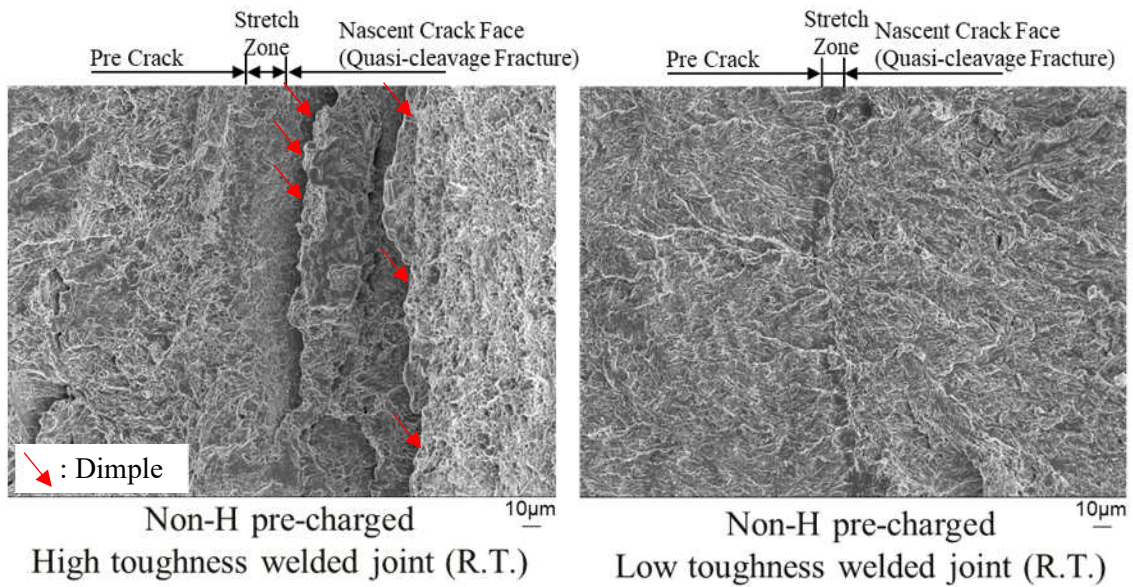 Pre Crack
Stretch
Zone
Nascent Crack Face
(Quasi-cleavage Fracture)
: Dimple
10μm
Non-H pre-charged
High toughness welded joint (R.T.)
Pre Crack
Stretch
Zone
Nascent Crack Face
(Quasi-cleavage Fracture)
10μm
Non-H pre-charged
Low toughness welded joint (R.T.)